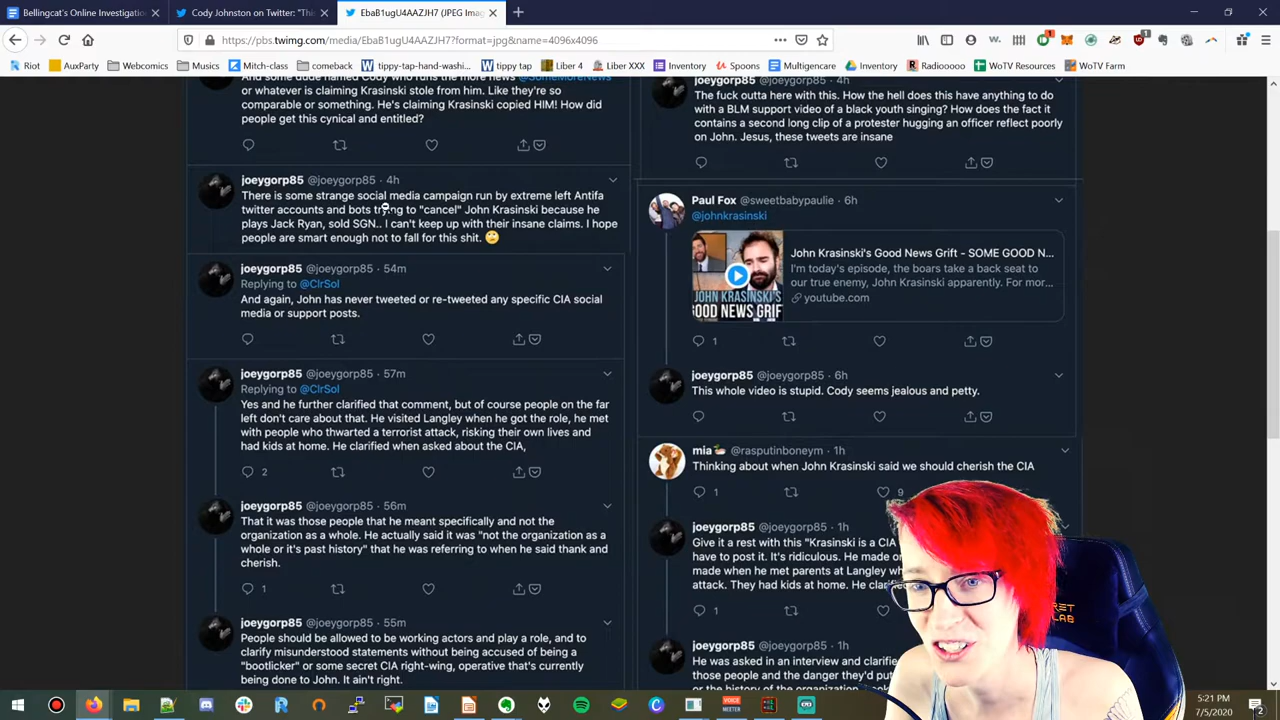 Bellingcat's Online Investigatio
Cody Johnston on Twitter: "This
EbaB1ugU4AAZJH7 (JPEG Imag
https://pbs.twimg.com/media/EbaB1ugU4AAZJH7?format=jpg&name=4096x4096
Riot
AuxParty
Webcomics
Musics
Mitch-class
comeback
tippy-tap-hand-washi...
tippy tap
Liber 4
Liber XXX
Inventory
Spoons
Multigencare
Inventory
Radiooooo
WoTV Resources
WoTV Farm
And some dude named Cody who runs the more news @SomeMoreNews
or whatever is claiming Krasinski stole from him. Like they're so
comparable or something. He's claiming Krasinski copied HIM! How did
people get this cynical and entitled?
joeygorp85 @joeygorp85 · 4h
There is some strange social media campaign run by extreme left Antifa
twitter accounts and bots trying to "cancel" John Krasinski because he
plays Jack Ryan, sold SGN.. I can't keep up with their insane claims. I hope
people are smart enough not to fall for this shit. 🙄
joeygorp85 @joeygorp85 · 54m
Replying to @ClrSol
And again, John has never tweeted or re-tweeted any specific CIA social
media or support posts.
joeygorp85 @joeygorp85 · 57m
Replying to @ClrSol
Yes and he further clarified that comment, but of course people on the far
left don't care about that. He visited Langley when he got the role, he met
with people who thwarted a terrorist attack, risking their own lives and
had kids at home. He clarified when asked about the CIA,
2
joeygorp85 @joeygorp85 · 56m
That it was those people that he meant specifically and not the
organization as a whole. He actually said it was "not the organization as a
whole or it's past history" that he was referring to when he said thank and
cherish.
1
joeygorp85 @joeygorp85 · 55m
People should be allowed to be working actors and play a role, and to
clarify misunderstood statements without being accused of being a
"bootlicker" or some secret CIA right-wing, operative that's currently
being done to John. It ain't right.
joeygorp85 @joeygorp85 · 4h
The fuck outta here with this. How the hell does this have anything to do
with a BLM support video of a black youth singing? How does the fact it
contains a second long clip of a protester hugging an officer reflect poorly
on John. Jesus, these tweets are insane
Paul Fox @sweetbabypaulie · 6h
@johnkrasinski
JOHN KRASINSKI'S
GOOD NEWS GRIF
John Krasinski's Good News Grift - SOME GOOD N...
I'm today's episode, the boars take a back seat to
our true enemy, John Krasinski apparently. For mor...
youtube.com
1
joeygorp85 @joeygorp85 · 6h
This whole video is stupid. Cody seems jealous and petty.
mia @rasputinboneym · 1h
Thinking about when John Krasinski said we should cherish the CIA
1
9
joeygorp85 @joeygorp85 · 1h
Give it a rest with this "Krasinski is a CIA
have to post it. It's ridiculous. He made
made when he met parents at Langley
attack. They had kids at home. He
1
joeygorp85 @joeygorp85 · 1h
He was asked in an interview and clarifie
those people and the danger they'd put
or the history of the organization
5:21 PM
7/5/2020
2